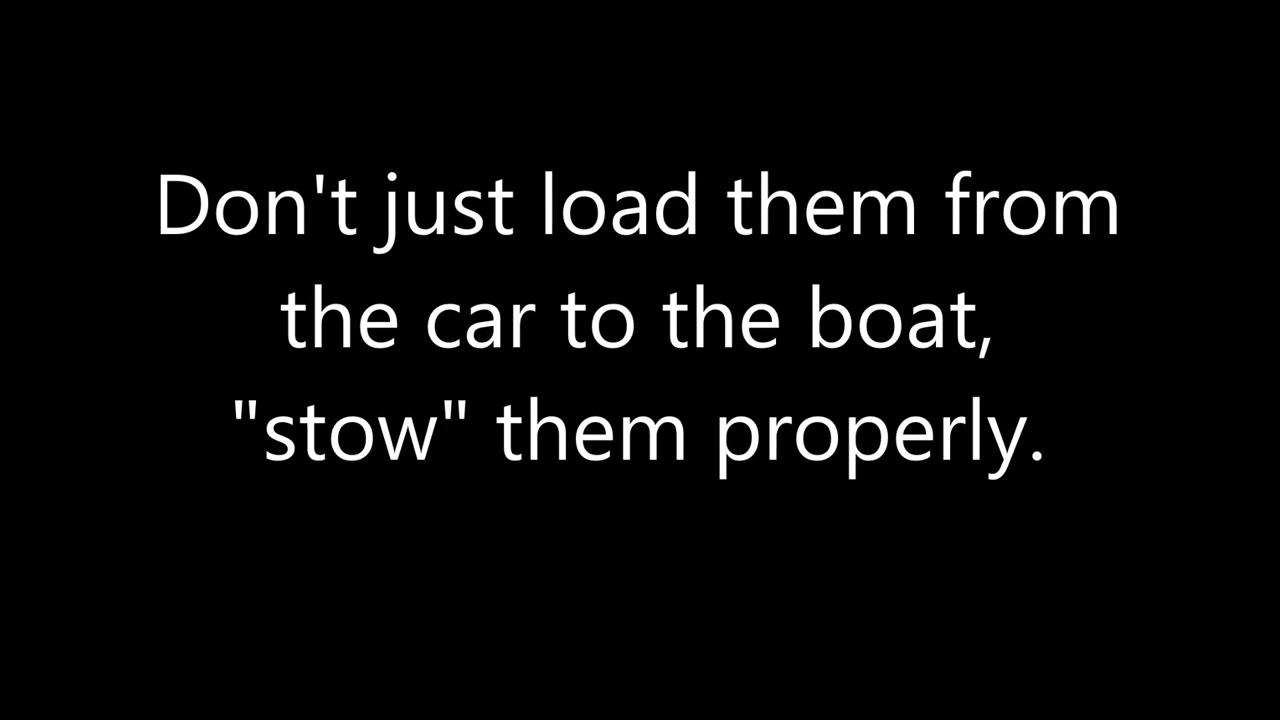 Don't just load them from
the car to the boat,
"stow" them properly.